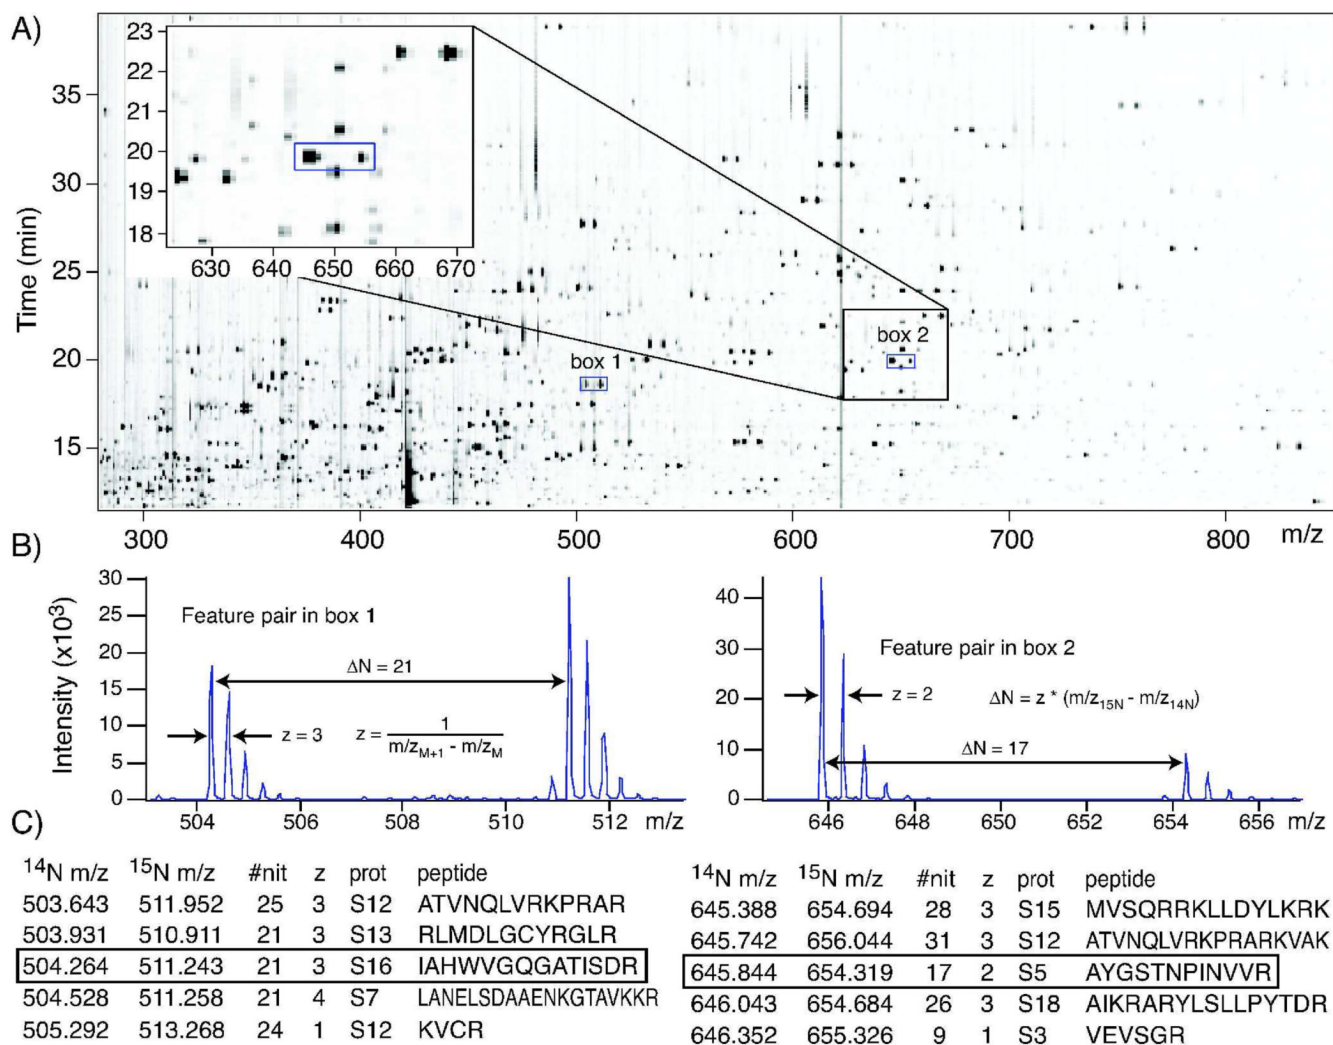 A)
23
22
21
20
19
18
630 640 650 660 670
35
30
25
20
15
Time (min)
box 1
box 2
300 400 500 600 700 800 m/z
B)
30
25
20
15
10
5
0
Intensity (x10³)
Feature pair in box 1
ΔN = 21
z = 3
z = 1 / m/z_M+1 - m/z_M
504 506 508 510 512 m/z
40
30
20
10
0
Feature pair in box 2
z = 2
ΔN = z * (m/z_15N - m/z_14N)
ΔN = 17
646 648 650 652 654 656 m/z
C)
¹⁴N m/z ¹⁵N m/z #nit z prot peptide
503.643 511.952 25 3 S12 ATVNQLVRKPRAR
503.931 510.911 21 3 S13 RLMDLGCYRGLR
504.264 511.243 21 3 S16 IAHWVGQGATISDR
504.528 511.258 21 4 S7 LANELSDAAENKGTAVKKR
505.292 513.268 24 1 S12 KVCR
¹⁴N m/z ¹⁵N m/z #nit z prot peptide
645.388 654.694 28 3 S15 MVSQRRKLLDYLKRK
645.742 656.044 31 3 S12 ATVNQLVRKPRARKVAK
645.844 654.319 17 2 S5 AYGSTNPINVVR
646.043 654.684 26 3 S18 AIKRARYLSLLPYTDR
646.352 655.326 9 1 S3 VEVSGR